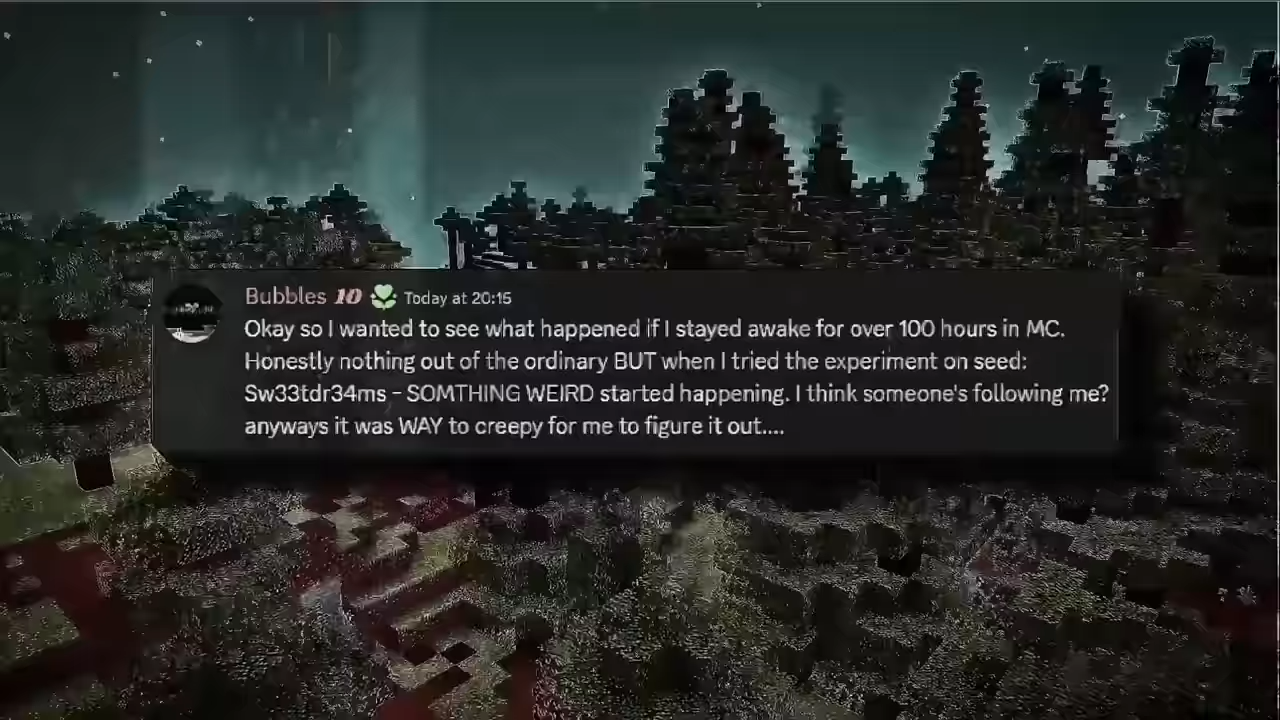 Bubbles 10 Today at 20:15
Okay so I wanted to see what happened if I stayed awake for over 100 hours in MC.
Honestly nothing out of the ordinary BUT when I tried the experiment on seed:
Sw33tdr34ms - SOMTHING WEIRD started happening. I think someone's following me?
anyways it was WAY to creepy for me to figure it out....